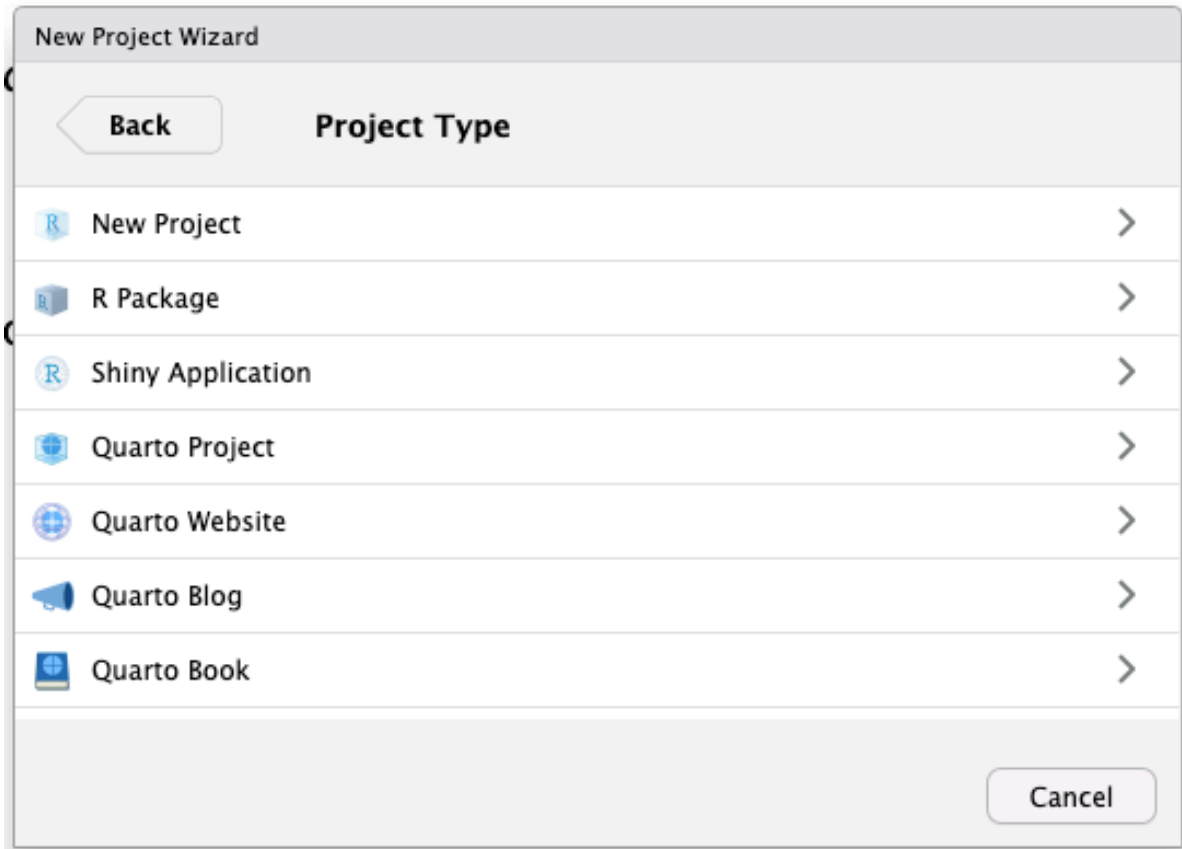 New Project Wizard
Back
Project Type
R New Project
R R Package
R Shiny Application
Quarto Project
Quarto Website
Quarto Blog
Quarto Book
Cancel